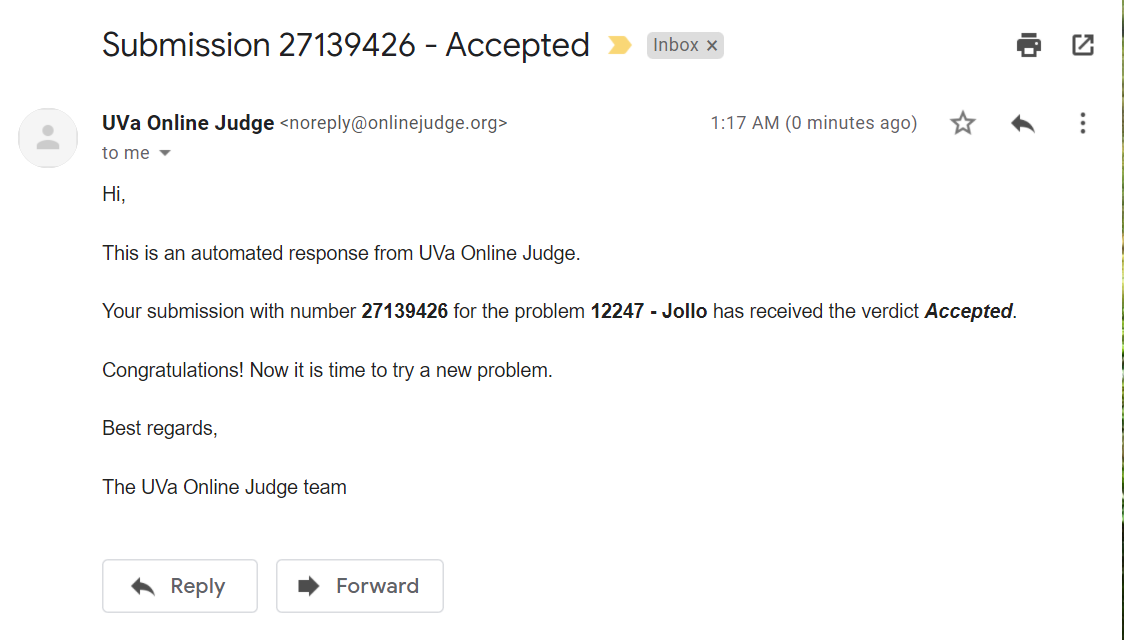 Submission 27139426 - Accepted Inbox ×
UVa Online Judge <noreply@onlinejudge.org> 1:17 AM (0 minutes ago)
to me
Hi,
This is an automated response from UVa Online Judge.
Your submission with number 27139426 for the problem 12247 - Jollo has received the verdict Accepted.
Congratulations! Now it is time to try a new problem.
Best regards,
The UVa Online Judge team
Reply Forward